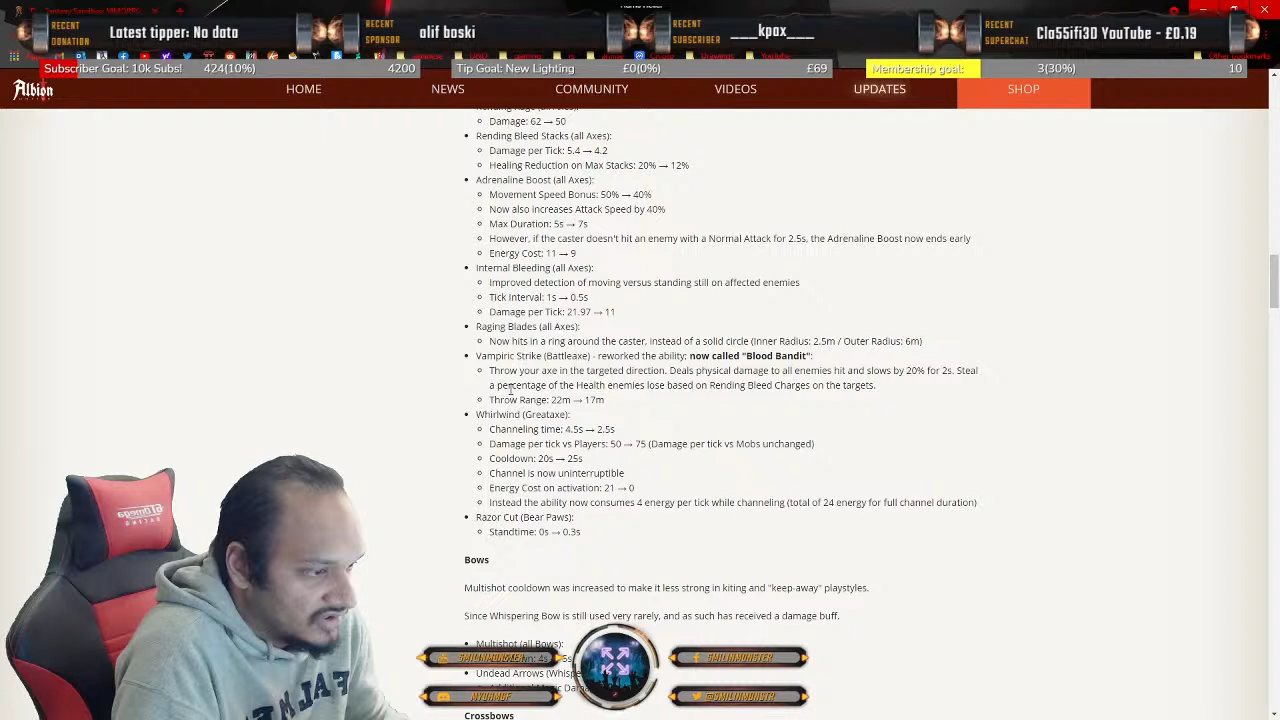 RECENT DONATION Latest tipper: No data
RECENT SPONSOR alif boski
RECENT SUBSCRIBER ___kpax___
RECENT SUPERCHAT Clo55ifi3D YouTube - £0.19
Other bookmarks
Subscriber Goal: 10k Subs! 424(10%) 4200
Tip Goal: New Lighting £0(0%) £69
Membership goal: 3(30%) 10
Albion
HOME NEWS COMMUNITY VIDEOS UPDATES SHOP
Damage: 62 → 50
Rending Bleed Stacks (all Axes):
Damage per Tick: 5.4 → 4.2
Healing Reduction on Max Stacks: 20% → 12%
Adrenaline Boost (all Axes):
Movement Speed Bonus: 50% → 40%
Now also increases Attack Speed by 40%
Max Duration: 5s → 7s
However, if the caster doesn't hit an enemy with a Normal Attack for 2.5s, the Adrenaline Boost now ends early
Energy Cost: 11 → 9
Internal Bleeding (all Axes):
Improved detection of moving versus standing still on affected enemies
Tick Interval: 1s → 0.5s
Damage per Tick: 21.97 → 11
Raging Blades (all Axes):
Now hits in a ring around the caster, instead of a solid circle (Inner Radius: 2.5m / Outer Radius: 6m)
Vampiric Strike (Battleaxe) - reworked the ability; now called "Blood Bandit":
Throw your axe in the targeted direction. Deals physical damage to all enemies hit and slows by 20% for 2s. Steal
a percentage of the Health enemies lose based on Rending Bleed Charges on the targets.
Throw Range: 22m → 17m
Whirlwind (Greataxe):
Channeling time: 4.5s → 2.5s
Damage per tick vs Players: 50 → 75 (Damage per tick vs Mobs unchanged)
Cooldown: 20s → 25s
Channel is now uninterruptible
Energy Cost on activation: 21 → 0
Instead the ability now consumes 4 energy per tick while channeling (total of 24 energy for full channel duration)
Razor Cut (Bear Paws):
Standtime: 0s → 0.3s
Bows
Multishot cooldown was increased to make it less strong in kiting and "keep-away" playstyles.
Since Whispering Bow is still used very rarely, and as such has received a damage buff.
Multishot (all Bows):
Undead Arrows
SMILINMUNSTER
SMILINMUNSTER
@SMILINMUNSTR
Crossbows